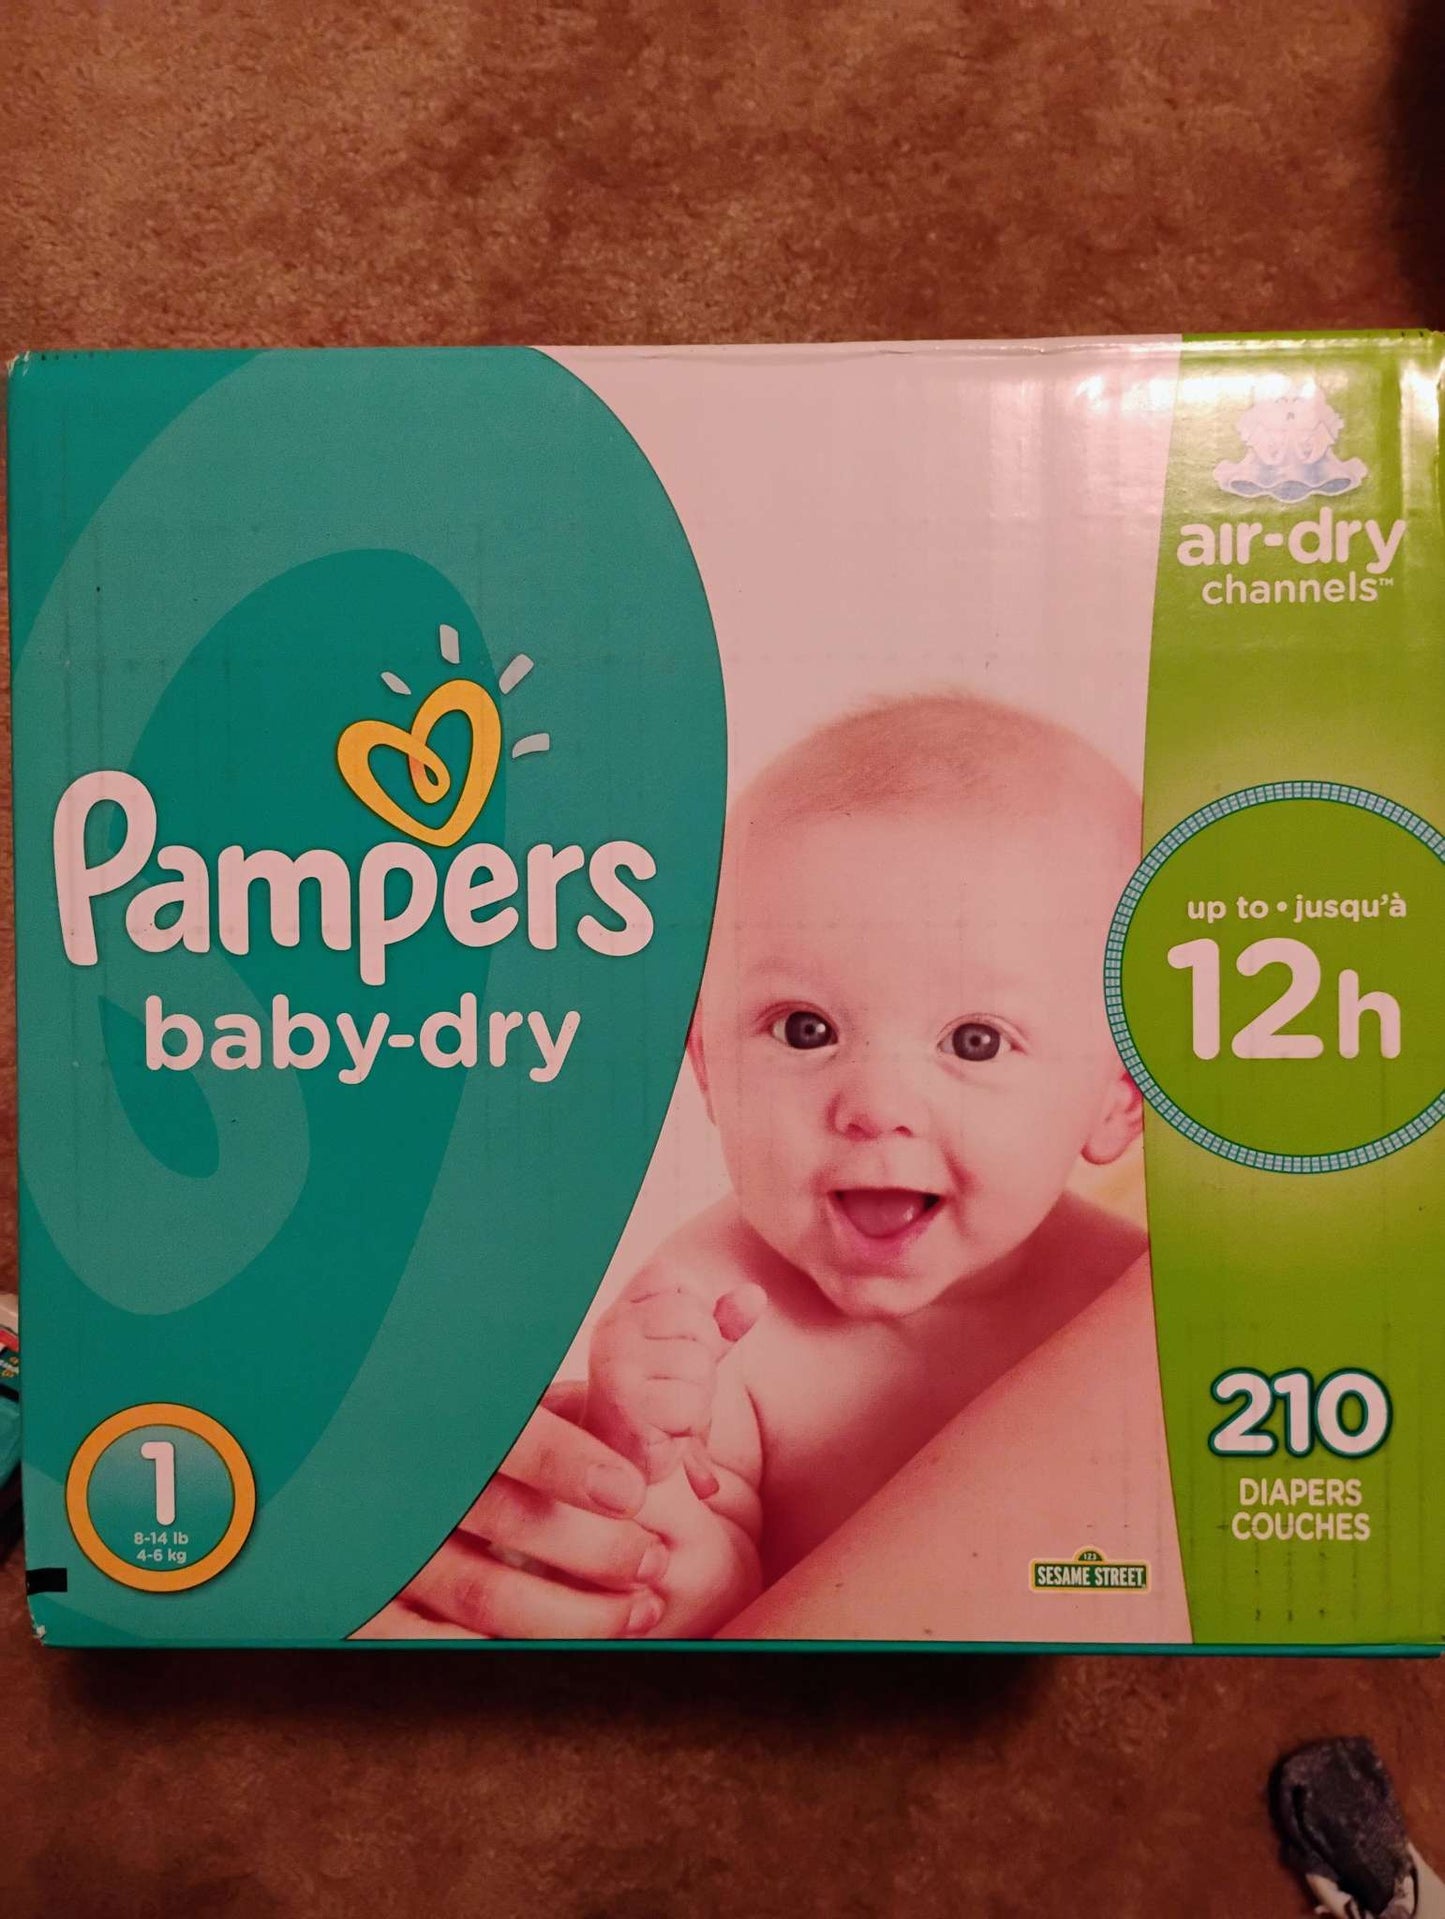 Pampers
baby-dry
1
8-14 lb
4-6 kg
air-dry
channels™
up to • jusqu'à
12h
210
DIAPERS
COUCHES
123
SESAME STREET